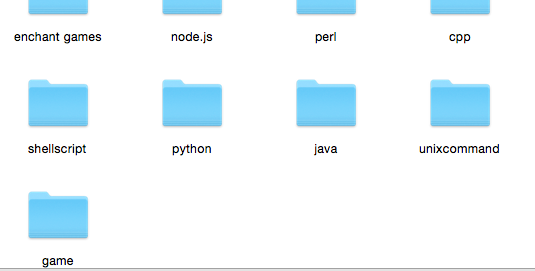 enchant games
node.js
perl
cpp
shellscript
python
java
unixcommand
game